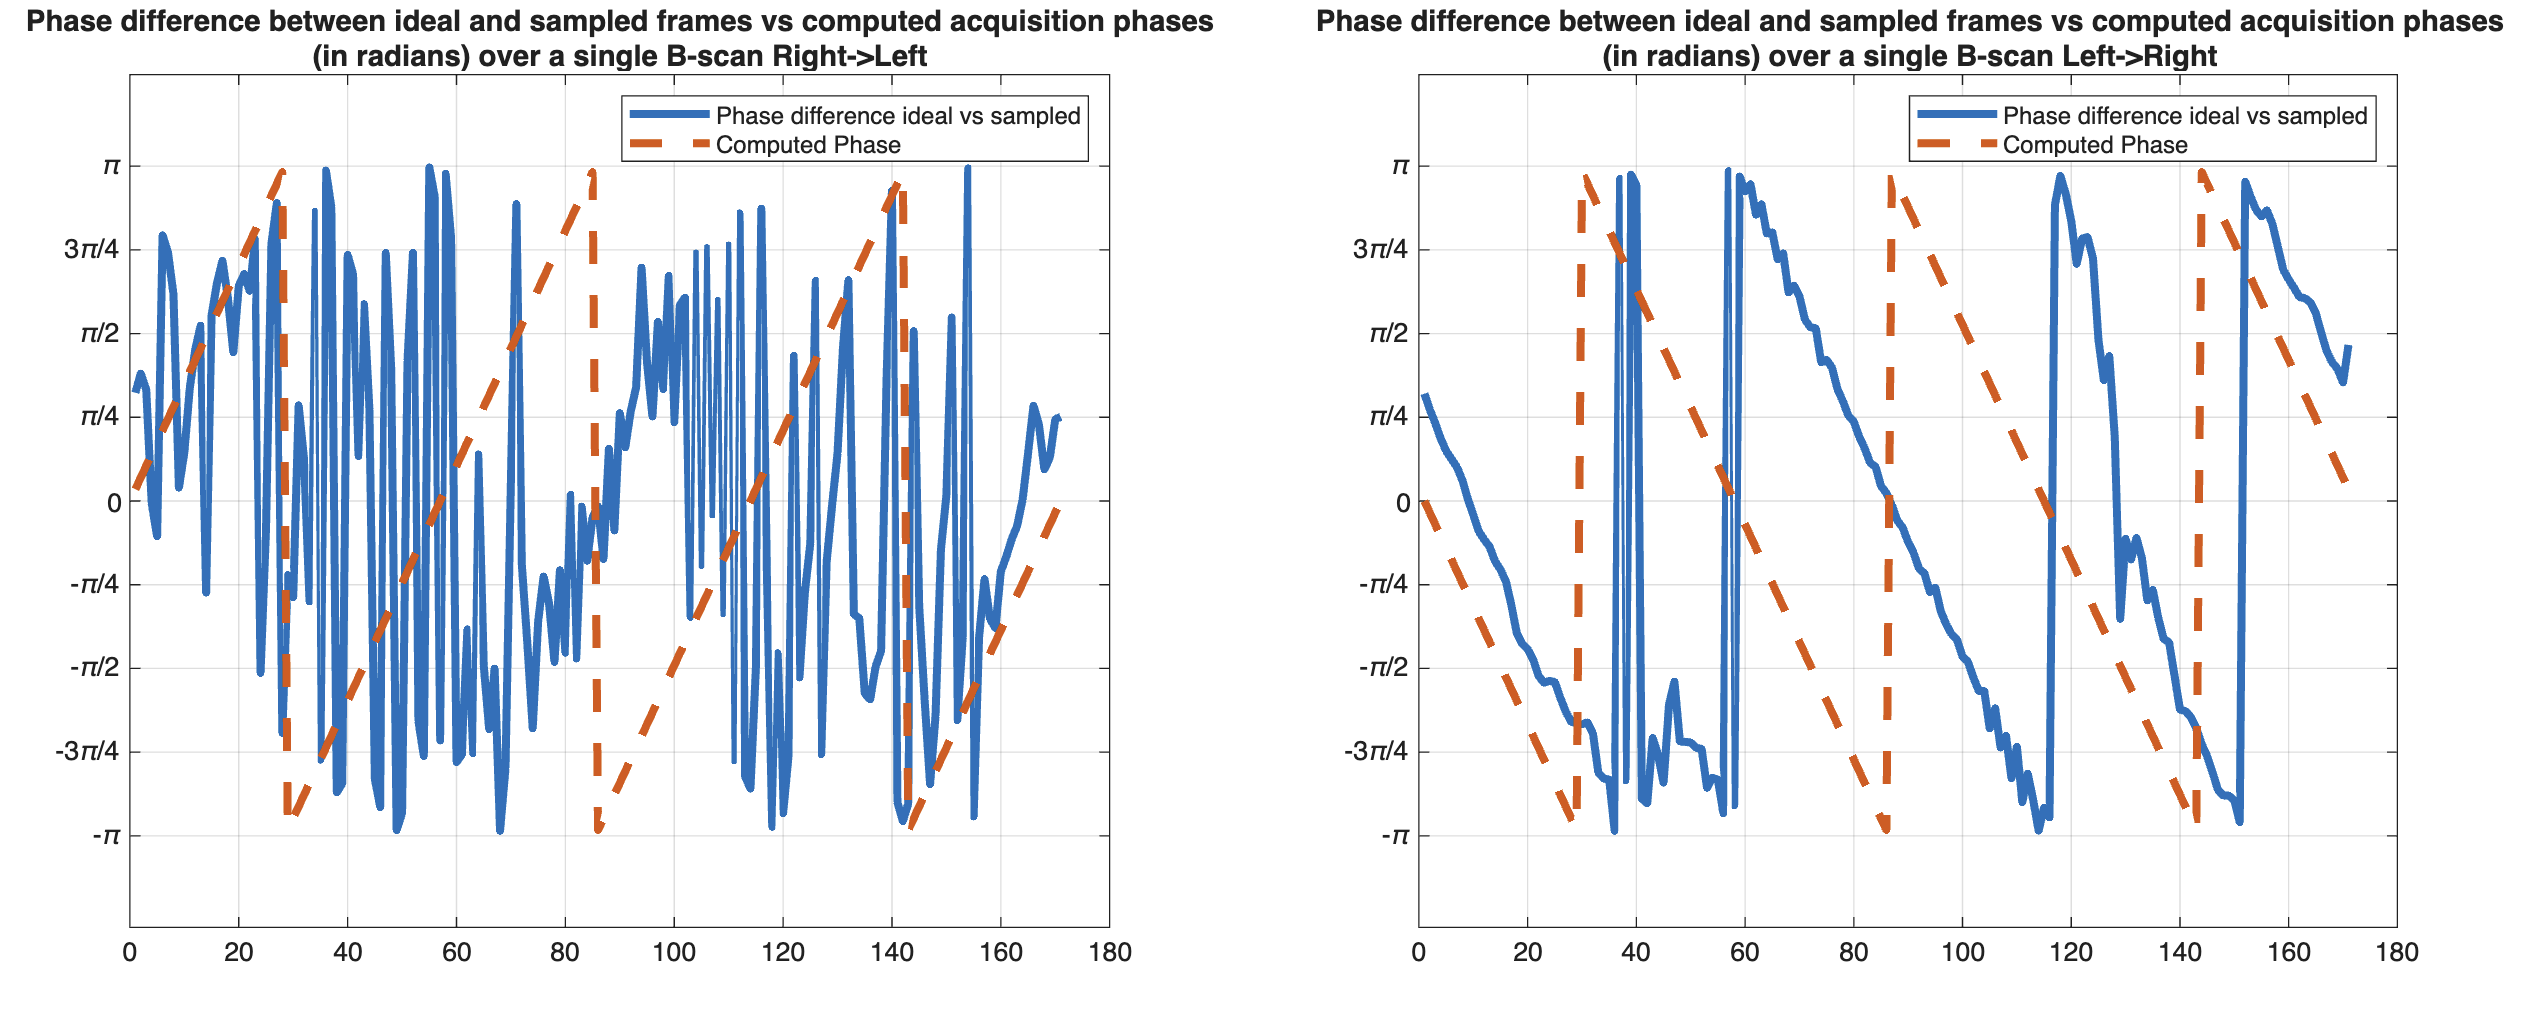 Phase difference between ideal and sampled frames vs computed acquisition phases
(in radians) over a single B-scan Right->Left
Phase difference ideal vs sampled
Computed Phase
π
3π/4
π/2
π/4
0
-π/4
-π/2
-3π/4
-π
0 20 40 60 80 100 120 140 160 180
Phase difference between ideal and sampled frames vs computed acquisition phases
(in radians) over a single B-scan Left->Right
Phase difference ideal vs sampled
Computed Phase
π
3π/4
π/2
π/4
0
-π/4
-π/2
-3π/4
-π
0 20 40 60 80 100 120 140 160 180